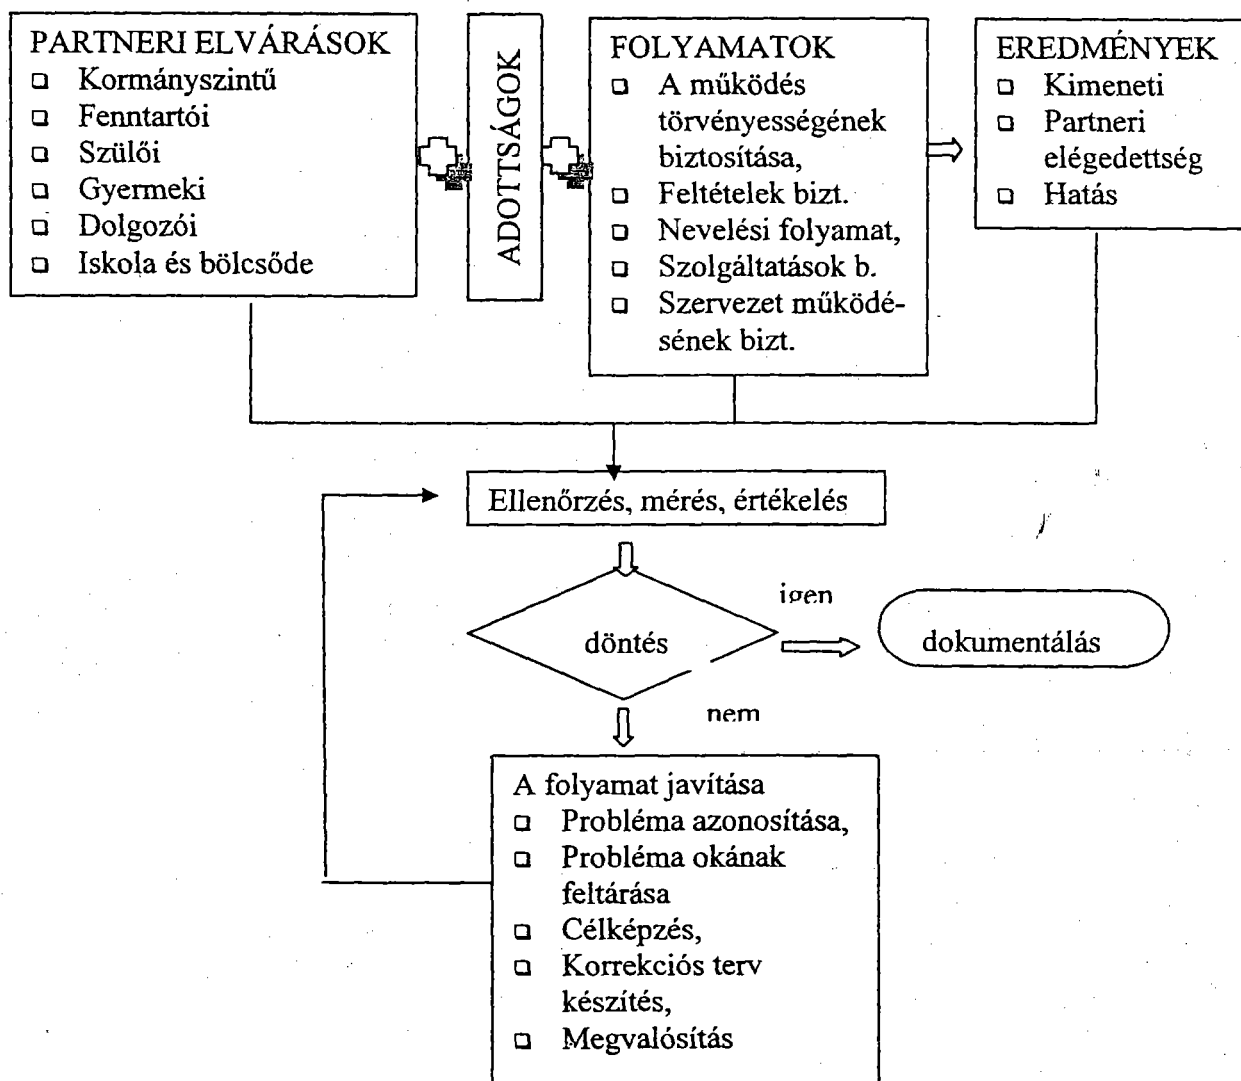 PARTNERI ELVÁRÁSOK
❑ Kormányszintű
❑ Fenntartói
❑ Szülői
❑ Gyermeki
❑ Dolgozói
❑ Iskola és bölcsőde
ADOTTSÁGOK
FOLYAMATOK
❑ A működés
törvényességének
biztosítása,
❑ Feltételek bizt.
❑ Nevelési folyamat,
❑ Szolgáltatások b.
❑ Szervezet működé-
sének bizt.
EREDMÉNYEK
❑ Kimeneti
❑ Partneri
elégedettség
❑ Hatás
Ellenőrzés, mérés, értékelés
döntés
igen
dokumentálás
nem
A folyamat javítása
❑ Probléma azonosítása,
❑ Probléma okának
feltárása
❑ Célképzés,
❑ Korrekciós terv
készítés,
❑ Megvalósítás